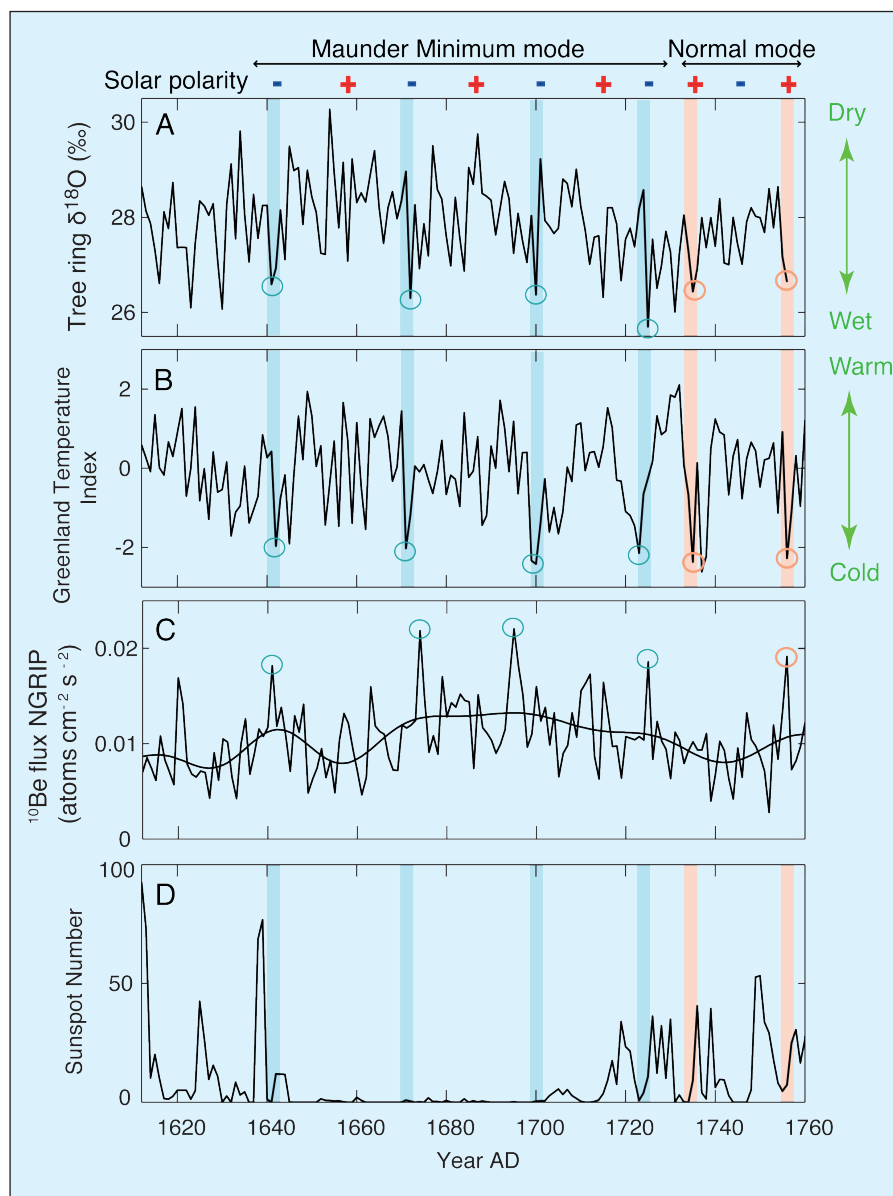 Maunder Minimum mode Normal mode
Solar polarity - + - + - + - + - +
A
Tree ring δ¹⁸O (‰)
30
28
26
Dry
Wet
B
Greenland Temperature
Index
2
0
-2
Warm
Cold
C
¹⁰Be flux NGRIP
(atoms cm⁻² s⁻²)
0.02
0.01
0
D
Sunspot Number
100
50
0
1620 1640 1660 1680 1700 1720 1740 1760
Year AD